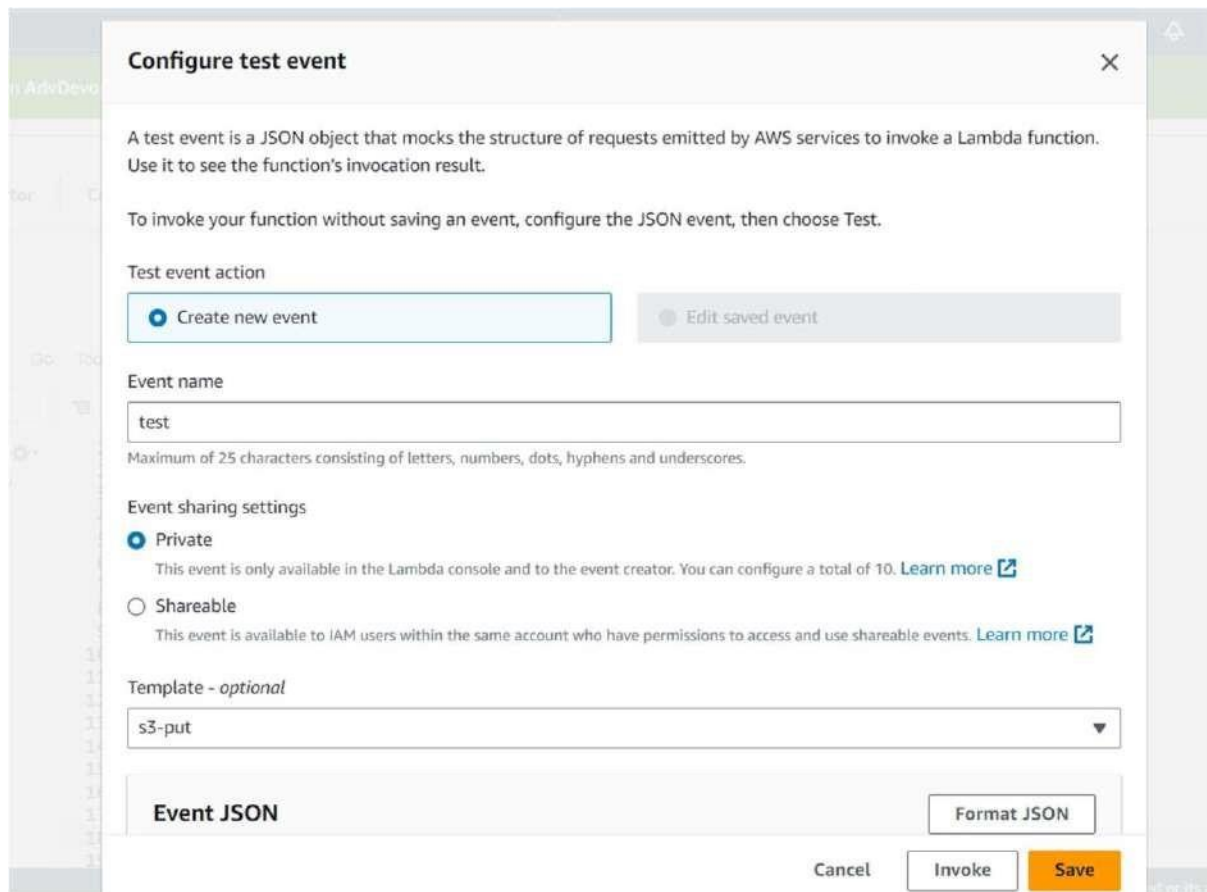 Configure test event
A test event is a JSON object that mocks the structure of requests emitted by AWS services to invoke a Lambda function.
Use it to see the function's invocation result.
To invoke your function without saving an event, configure the JSON event, then choose Test.
Test event action
Create new event
Edit saved event
Event name
test
Maximum of 25 characters consisting of letters, numbers, dots, hyphens and underscores.
Event sharing settings
Private
This event is only available in the Lambda console and to the event creator. You can configure a total of 10. Learn more
Shareable
This event is available to IAM users within the same account who have permissions to access and use shareable events. Learn more
Template - optional
s3-put
Event JSON
Format JSON
Cancel
Invoke
Save